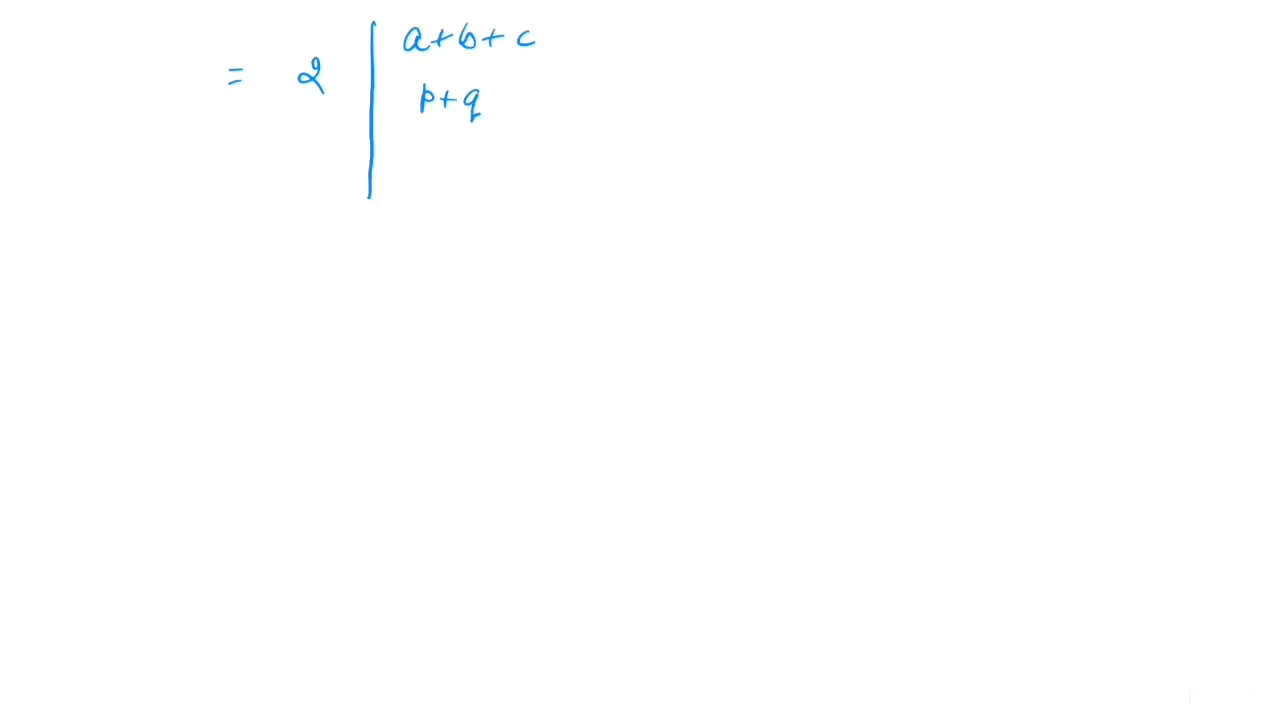 = 2 | a+b+c
p+q